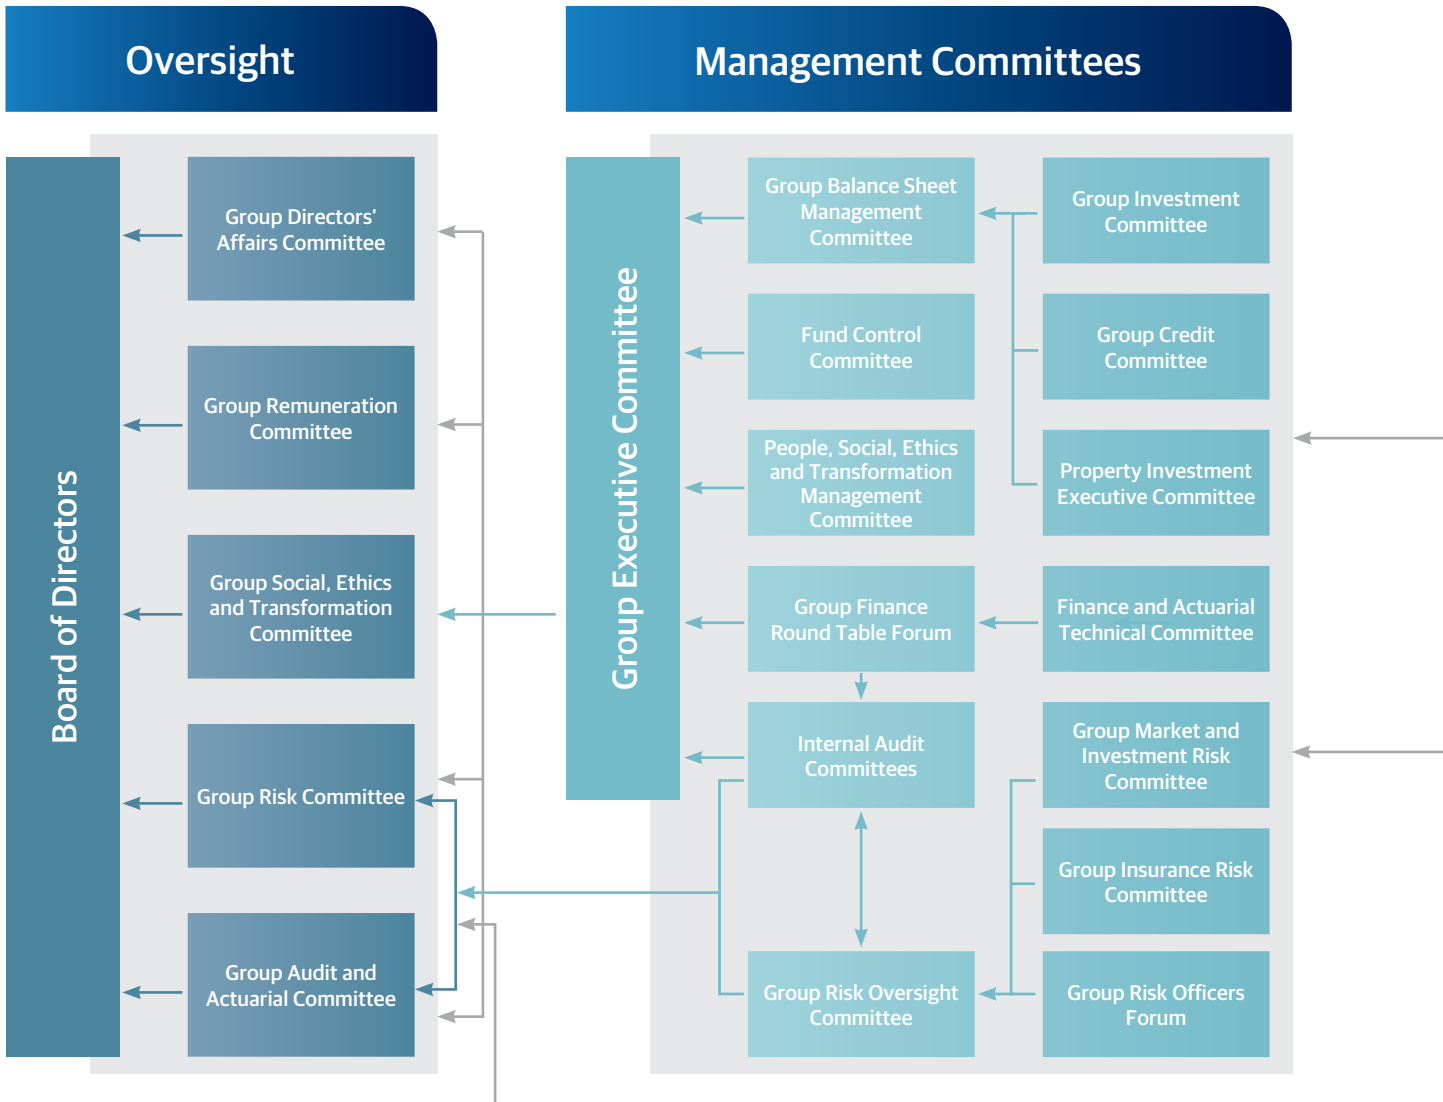 Oversight
Management Committees
Board of Directors
Group Directors'
Affairs Committee
Group Remuneration
Committee
Group Social, Ethics
and Transformation
Committee
Group Risk Committee
Group Audit and
Actuarial Committee
Group Executive Committee
Group Balance Sheet
Management
Committee
Fund Control
Committee
People, Social, Ethics
and Transformation
Management
Committee
Group Finance
Round Table Forum
Internal Audit
Committees
Group Risk Oversight
Committee
Group Investment
Committee
Group Credit
Committee
Property Investment
Executive Committee
Finance and Actuarial
Technical Committee
Group Market and
Investment Risk
Committee
Group Insurance Risk
Committee
Group Risk Officers
Forum